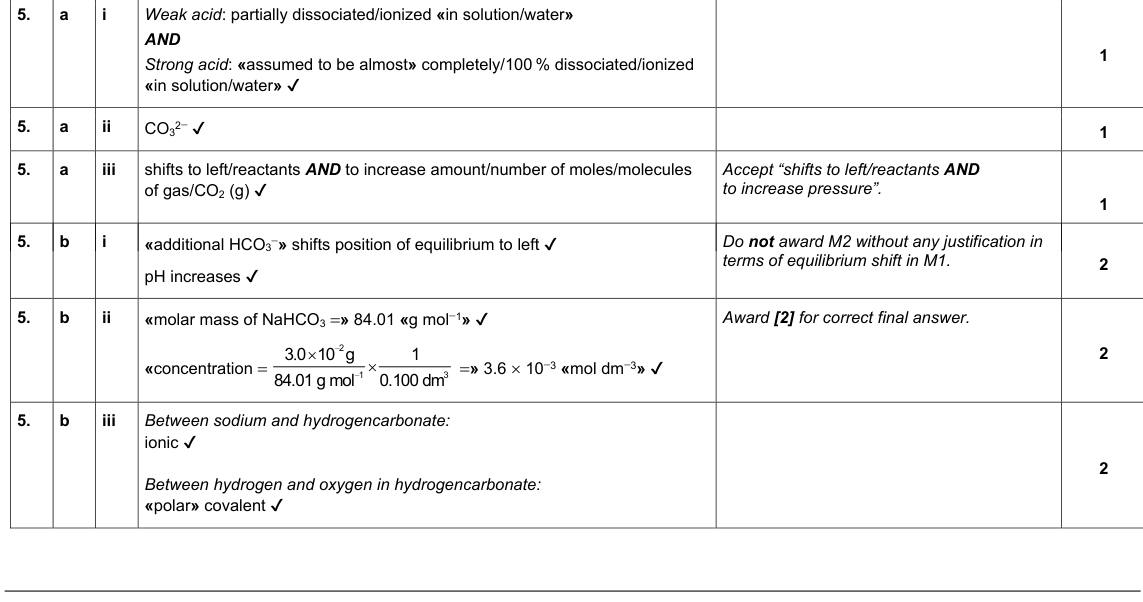 5. a i Weak acid: partially dissociated/ionized «in solution/water»
AND
Strong acid: «assumed to be almost» completely/100 % dissociated/ionized
«in solution/water» ✓
1
5. a ii CO₃²⁻ ✓
1
5. a iii shifts to left/reactants AND to increase amount/number of moles/molecules
of gas/CO₂ (g) ✓
Accept “shifts to left/reactants AND
to increase pressure”.
1
5. b i «additional HCO₃⁻» shifts position of equilibrium to left ✓
pH increases ✓
Do not award M2 without any justification in
terms of equilibrium shift in M1.
2
5. b ii «molar mass of NaHCO₃ =» 84.01 «g mol⁻¹» ✓
«concentration = 3.0×10⁻² g / 84.01 g mol⁻¹ × 1 / 0.100 dm³ =» 3.6 × 10⁻³ «mol dm⁻³» ✓
Award [2] for correct final answer.
2
5. b iii Between sodium and hydrogencarbonate:
ionic ✓
Between hydrogen and oxygen in hydrogencarbonate:
«polar» covalent ✓
2